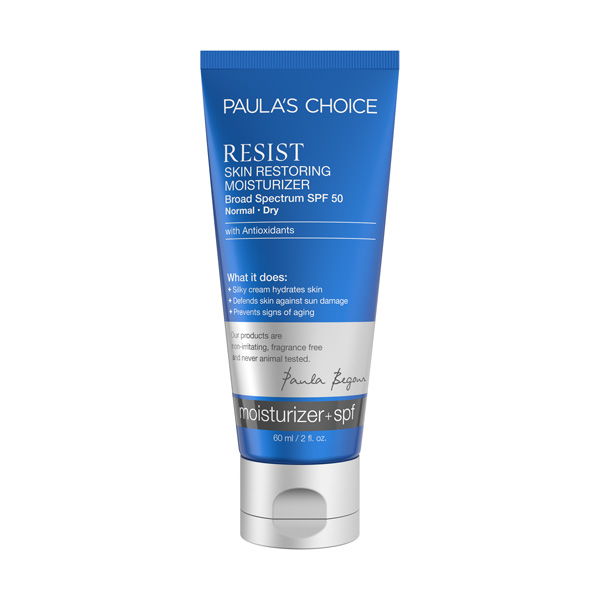 PAULA'S CHOICE
RESIST
SKIN RESTORING
MOISTURIZER
Broad Spectrum SPF 50
Normal • Dry
with Antioxidants
What it does:
+ Silky cream hydrates skin
+ Defends skin against sun damage
+ Prevents signs of aging
Our products are
non-irritating, fragrance free
and never animal tested.
Paula Begoun
moisturizer+spf
60 ml / 2 fl. oz.